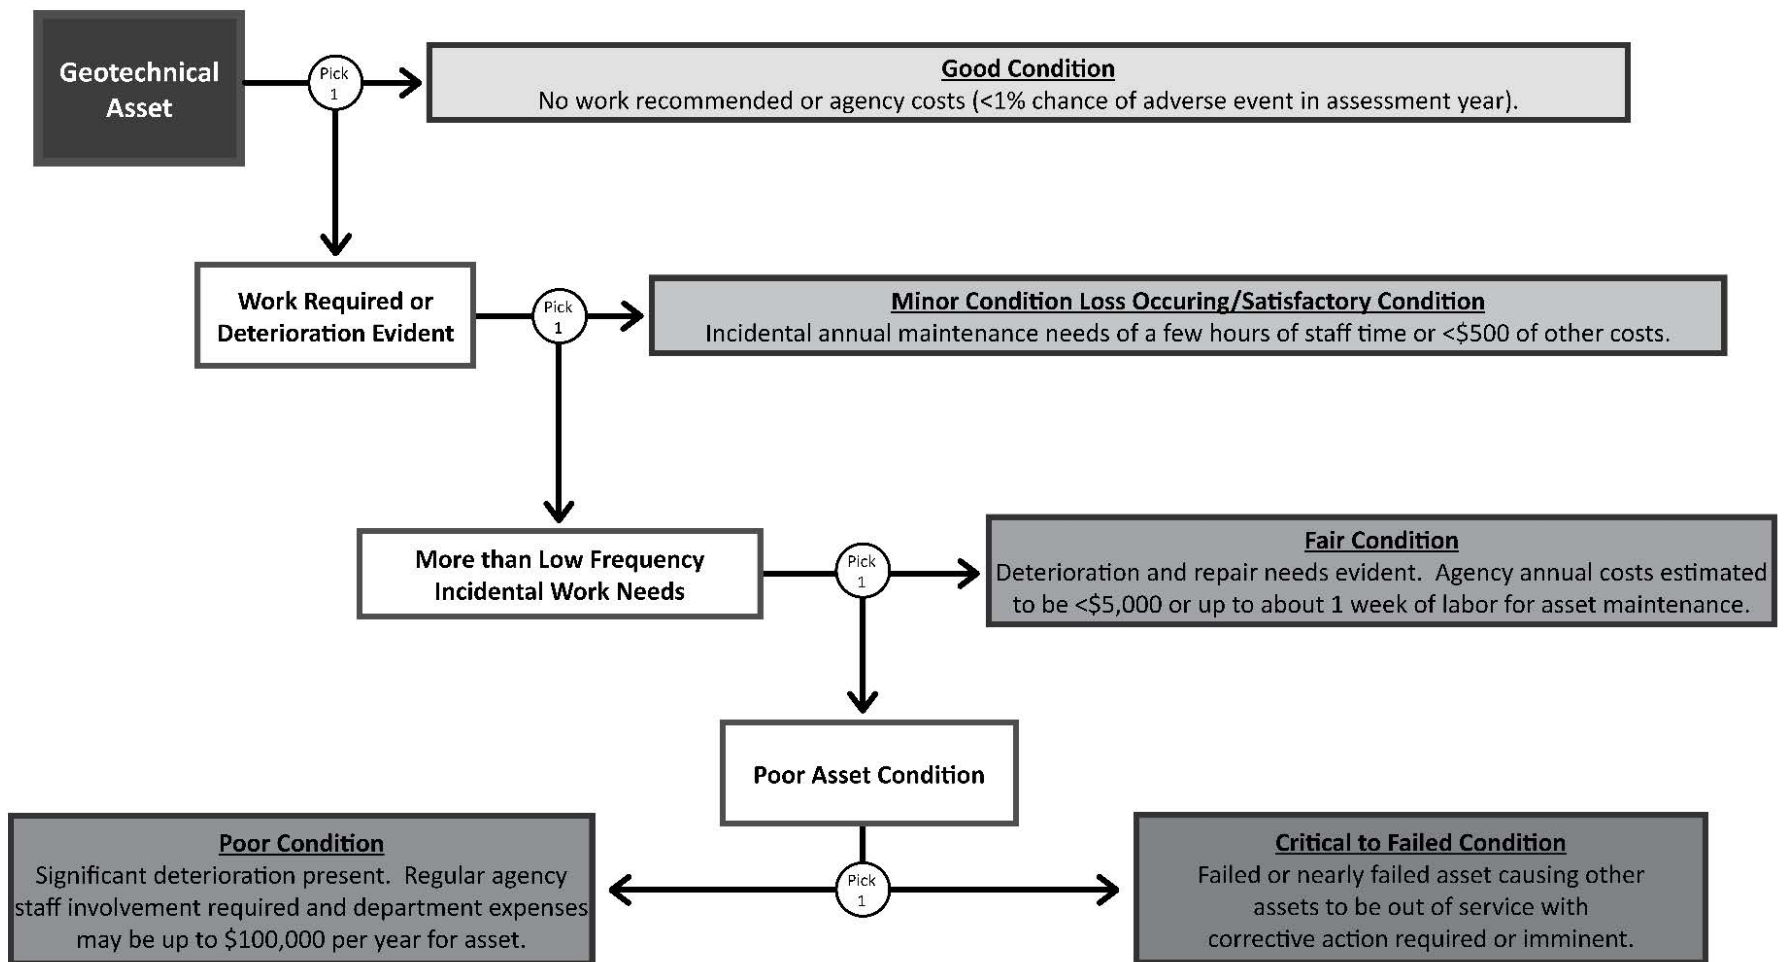 Geotechnical
Asset
Pick
1
Good Condition
No work recommended or agency costs (<1% chance of adverse event in assessment year).
Work Required or
Deterioration Evident
Pick
1
Minor Condition Loss Occuring/Satisfactory Condition
Incidental annual maintenance needs of a few hours of staff time or <$500 of other costs.
More than Low Frequency
Incidental Work Needs
Pick
1
Fair Condition
Deterioration and repair needs evident. Agency annual costs estimated
to be <$5,000 or up to about 1 week of labor for asset maintenance.
Poor Asset Condition
Poor Condition
Significant deterioration present. Regular agency
staff involvement required and department expenses
may be up to $100,000 per year for asset.
Pick
1
Critical to Failed Condition
Failed or nearly failed asset causing other
assets to be out of service with
corrective action required or imminent.